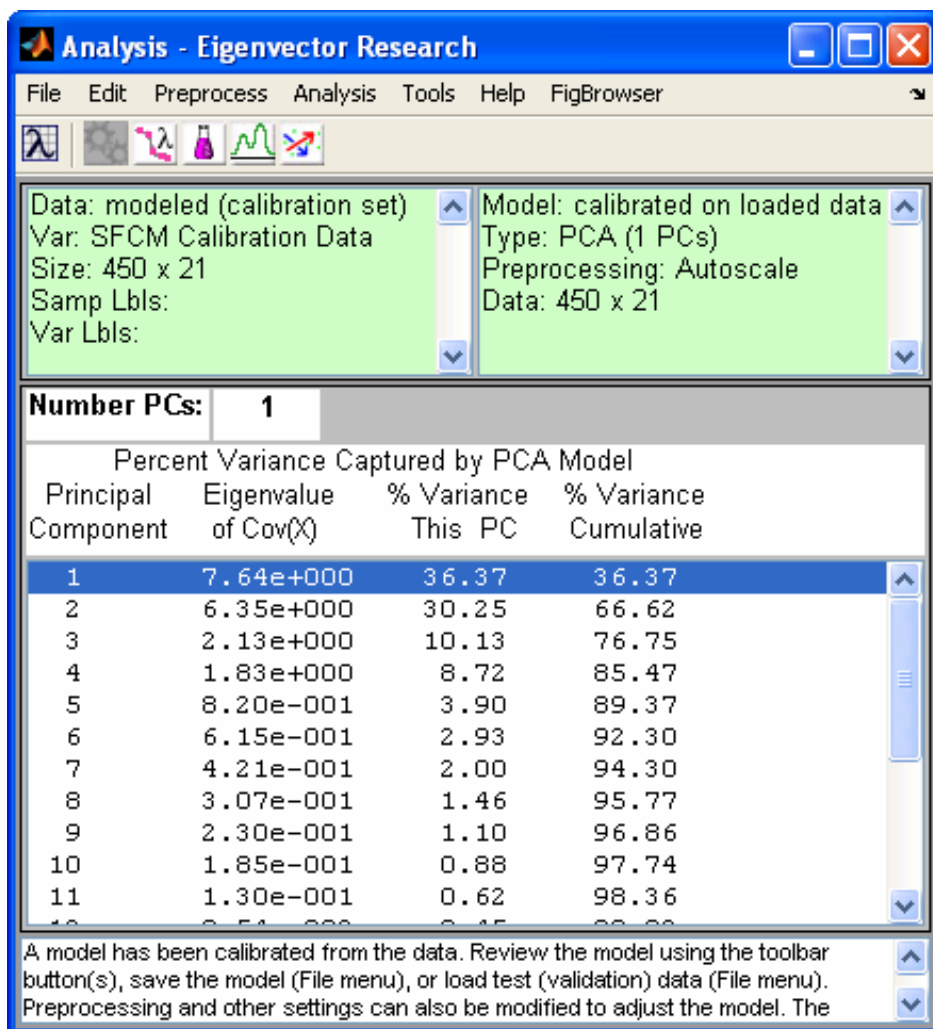 Analysis - Eigenvector Research
File Edit Preprocess Analysis Tools Help FigBrowser
Data: modeled (calibration set)
Var: SFCM Calibration Data
Size: 450 x 21
Samp Lbls:
Var Lbls:
Model: calibrated on loaded data
Type: PCA (1 PCs)
Preprocessing: Autoscale
Data: 450 x 21
Number PCs: 1
Percent Variance Captured by PCA Model
Principal Eigenvalue % Variance % Variance
Component of Cov(X) This PC Cumulative
1 7.64e+000 36.37 36.37
2 6.35e+000 30.25 66.62
3 2.13e+000 10.13 76.75
4 1.83e+000 8.72 85.47
5 8.20e-001 3.90 89.37
6 6.15e-001 2.93 92.30
7 4.21e-001 2.00 94.30
8 3.07e-001 1.46 95.77
9 2.30e-001 1.10 96.86
10 1.85e-001 0.88 97.74
11 1.30e-001 0.62 98.36
A model has been calibrated from the data. Review the model using the toolbar
button(s), save the model (File menu), or load test (validation) data (File menu).
Preprocessing and other settings can also be modified to adjust the model. The